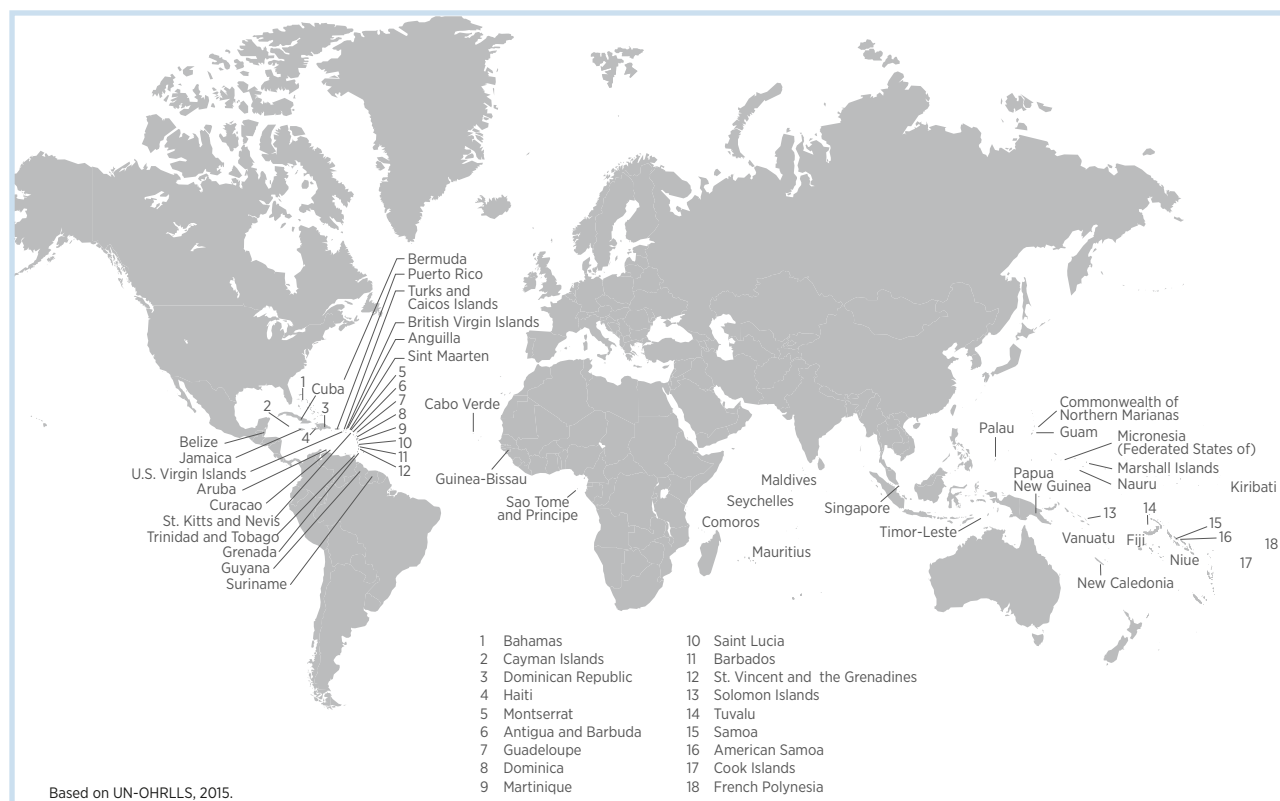 Bermuda
Puerto Rico
Turks and
Caicos Islands
British Virgin Islands
Anguilla
Sint Maarten
5
6
7
8
9
10
11
12
1
Cuba
2
3
4
Belize
Jamaica
U.S. Virgin Islands
Aruba
Curacao
St. Kitts and Nevis
Trinidad and Tobago
Grenada
Guyana
Suriname
Cabo Verde
Guinea-Bissau
Sao Tome
and Principe
Maldives
Seychelles
Comoros
Mauritius
Singapore
Timor-Leste
Palau
Papua
New Guinea
Commonwealth of
Northern Marianas
Guam
Micronesia
(Federated States of)
Marshall Islands
Nauru
Kiribati
13
14
15
16
17
18
Vanuatu
Fiji
Niue
New Caledonia
1 Bahamas
2 Cayman Islands
3 Dominican Republic
4 Haiti
5 Montserrat
6 Antigua and Barbuda
7 Guadeloupe
8 Dominica
9 Martinique
10 Saint Lucia
11 Barbados
12 St. Vincent and the Grenadines
13 Solomon Islands
14 Tuvalu
15 Samoa
16 American Samoa
17 Cook Islands
18 French Polynesia
Based on UN-OHRLLS, 2015.